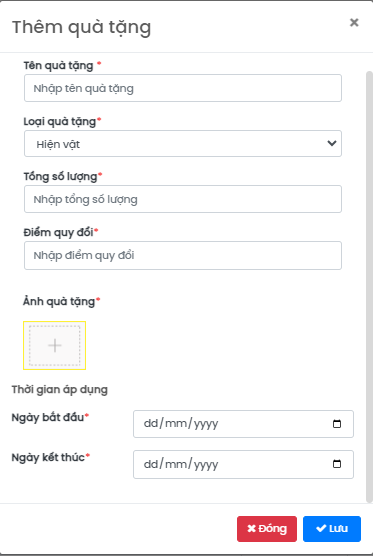 Thêm quà tặng ×
Tên quà tặng *
Nhập tên quà tặng
Loại quà tặng*
Hiện vật
Tổng số lượng*
Nhập tổng số lượng
Điểm quy đổi*
Nhập điểm quy đổi
Ảnh quà tặng*
+
Thời gian áp dụng
Ngày bắt đầu* dd/mm/yyyy
Ngày kết thúc* dd/mm/yyyy
✖ Đóng ✔ Lưu